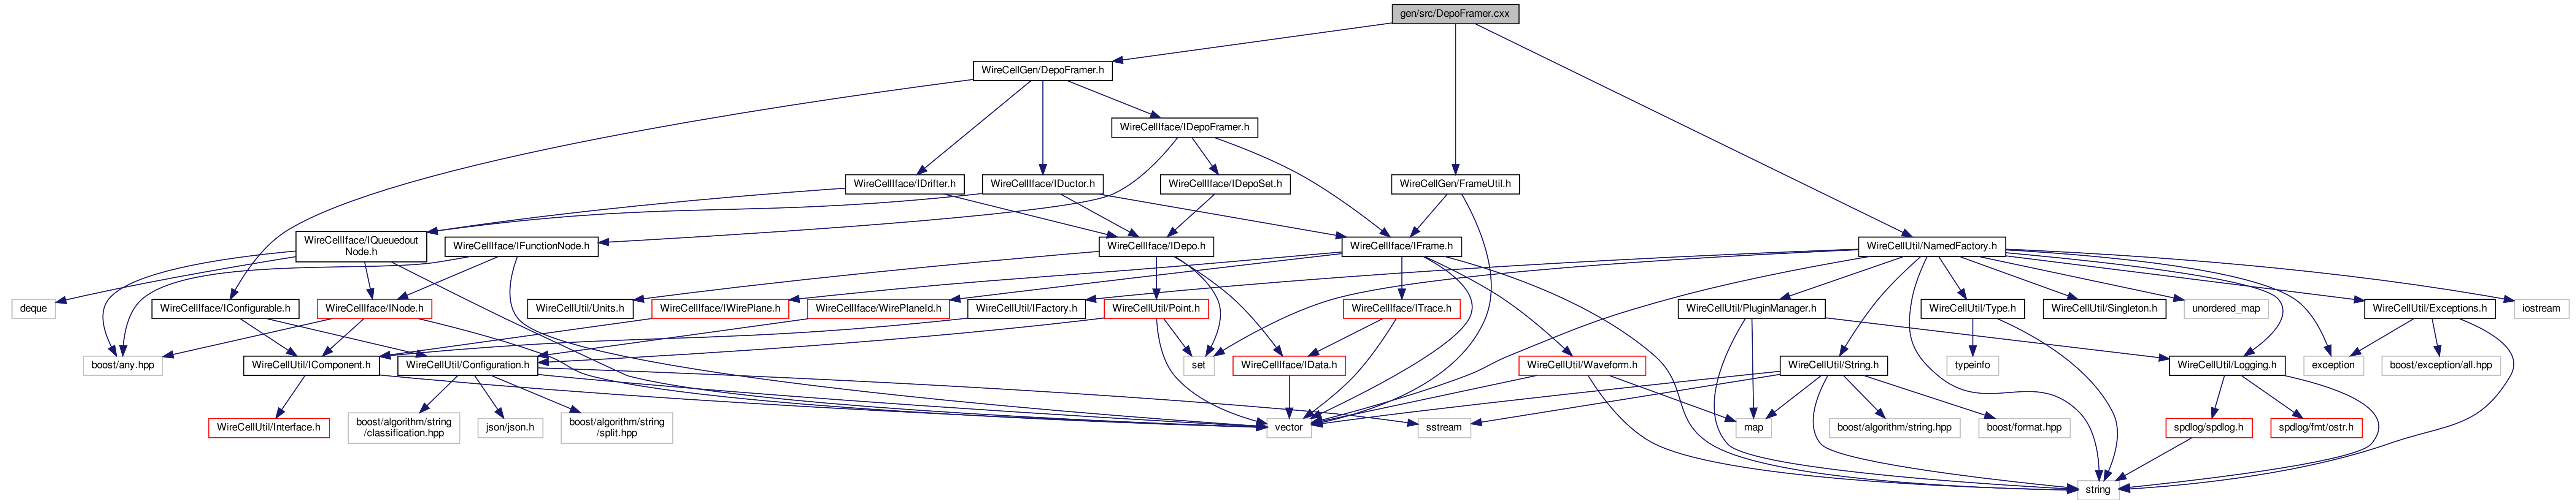 gen/src/DepoFramer.cxx
WireCellGen/DepoFramer.h
WireCellIface/IDepoFramer.h
WireCellIface/IDrifter.h
WireCellIface/IDuctor.h
WireCellIface/IDepoSet.h
WireCellGen/FrameUtil.h
WireCellIface/IQueuedout
Node.h
WireCellIface/IFunctionNode.h
WireCellIface/IDepo.h
WireCellIface/IFrame.h
WireCellUtil/NamedFactory.h
deque
WireCellIface/IConfigurable.h
WireCellIface/INode.h
WireCellUtil/Units.h
WireCellIface/IWirePlane.h
WireCellIface/WirePlaneId.h
WireCellUtil/IFactory.h
WireCellUtil/Point.h
WireCellIface/ITrace.h
WireCellUtil/PluginManager.h
WireCellUtil/Type.h
WireCellUtil/Singleton.h
unordered_map
WireCellUtil/Exceptions.h
iostream
boost/any.hpp
WireCellUtil/IComponent.h
WireCellUtil/Configuration.h
set
WireCellIface/IData.h
WireCellUtil/Waveform.h
WireCellUtil/String.h
typeinfo
WireCellUtil/Logging.h
exception
boost/exception/all.hpp
WireCellUtil/Interface.h
boost/algorithm/string
/classification.hpp
json/json.h
boost/algorithm/string
/split.hpp
vector
sstream
map
boost/algorithm/string.hpp
boost/format.hpp
spdlog/spdlog.h
spdlog/fmt/ostr.h
string